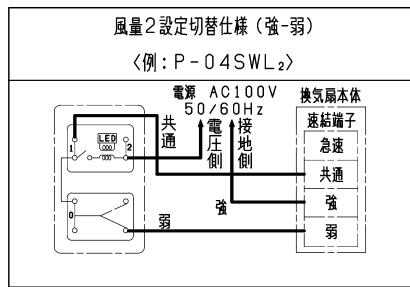 風量2設定切替仕様（強-弱）
〈例：P-04SWL₂〉
電源 AC100V
50/60Hz
換気扇本体
速結端子
急速
共通
強
弱
共通
電圧側
接地側
LED
1
2
0
強
弱